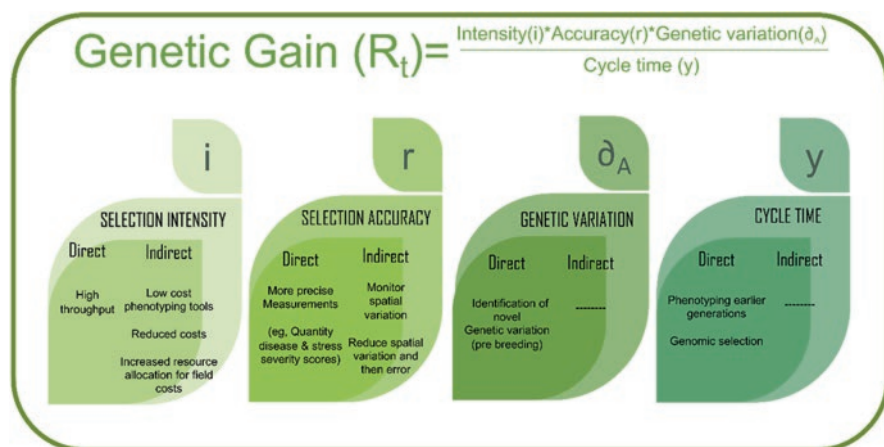 Genetic Gain (Rₜ)= Intensity(i)*Accuracy(r)*Genetic variation(∂ₐ)
Cycle time (y)
i
SELECTION INTENSITY
Direct
High
throughput
Indirect
Low cost
phenotyping tools
Reduced costs
Increased resource
allocation for field
costs
r
SELECTION ACCURACY
Direct
More precise
Measurements
(eg, Quantity
disease & stress
severity scores)
Indirect
Monitor
spatial
variation
Reduce spatial
variation and
then error
∂A
GENETIC VARIATION
Direct
Identification of
novel
Genetic variation
(pre breeding)
Indirect
--------
y
CYCLE TIME
Direct
Phenotyping earlier
generations
Genomic selection
Indirect
--------